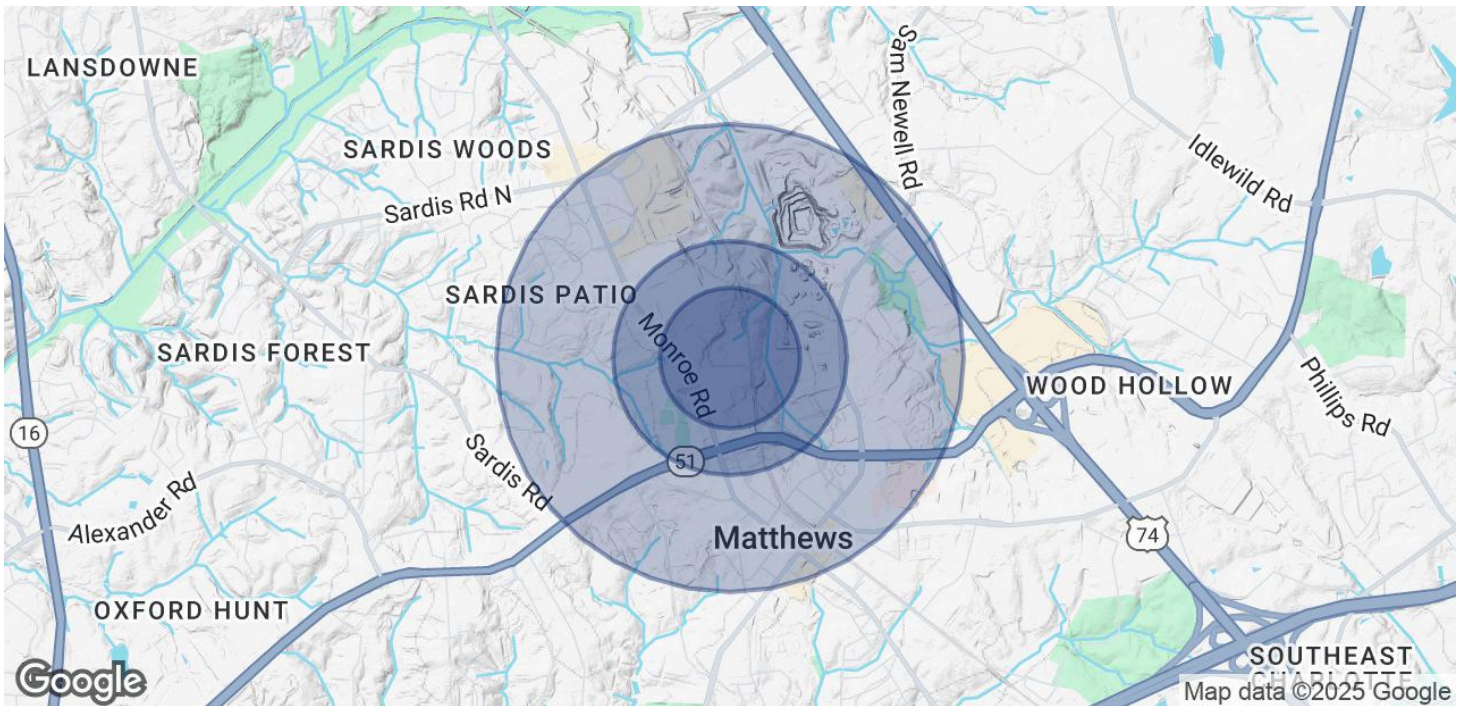 LANSDOWNE
SARDIS WOODS
Sardis Rd N
Sam Newell Rd
Idlewild Rd
SARDIS PATIO
Monroe Rd
SARDIS FOREST
WOOD HOLLOW
Phillips Rd
16
51
Sardis Rd
Alexander Rd
Matthews
74
OXFORD HUNT
SOUTHEAST
CHARLOTTE
Google
Map data ©2025 Google